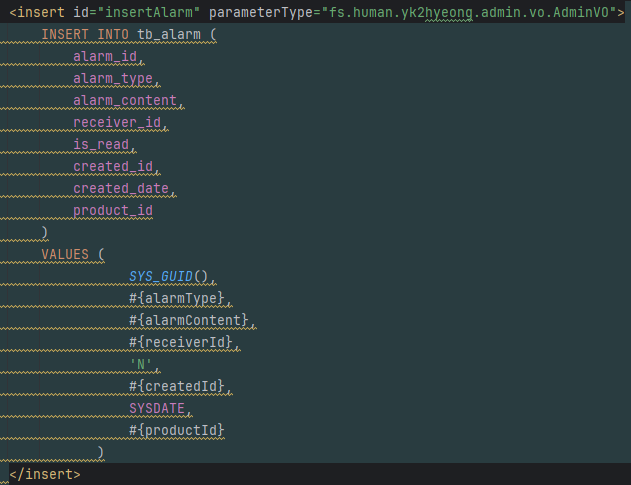 <insert id="insertAlarm" parameterType="fs.human.yk2hyeong.admin.vo.AdminVO">
INSERT INTO tb_alarm (
alarm_id,
alarm_type,
alarm_content,
receiver_id,
is_read,
created_id,
created_date,
product_id
)
VALUES (
SYS_GUID(),
#{alarmType},
#{alarmContent},
#{receiverId},
'N',
#{createdId},
SYSDATE,
#{productId}
)
</insert>